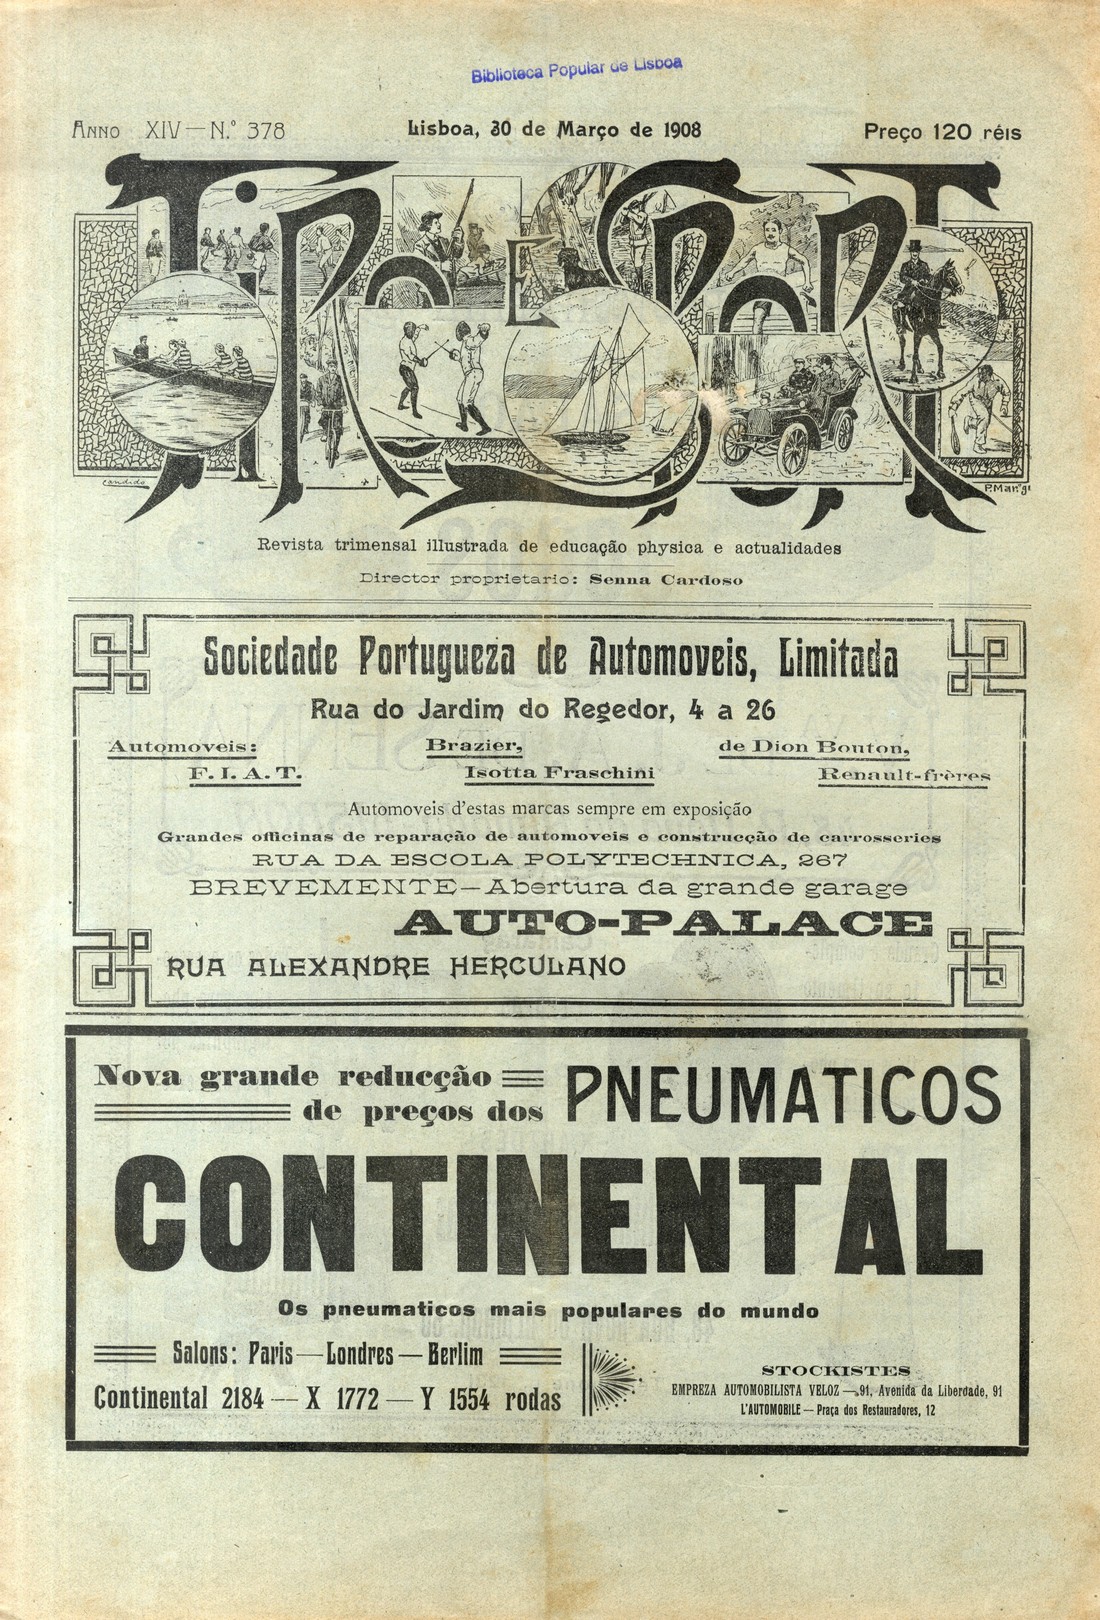 Biblioteca Popular de Lisboa
Anno XIV — N.º 378
Lisboa, 30 de Março de 1908
Preço 120 réis
TIRO E SPORT
Candido
Revista trimensal illustrada de educação physica e actualidades
Director proprietario: Senna Cardoso
Sociedade Portugueza de Automoveis, Limitada
Rua do Jardim do Regedor, 4 a 26
Automoveis: Brazier, de Dion Bouton,
F. I. A. T. Isotta Fraschini Renault-frères
Automoveis d'estas marcas sempre em exposição
Grandes officinas de reparação de automoveis e construcção de carrosseries
RUA DA ESCOLA POLYTECHNICA, 267
BREVEMENTE—Abertura da grande garage
AUTO-PALACE
RUA ALEXANDRE HERCULANO
Nova grande reducção
de preços dos
PNEUMATICOS
CONTINENTAL
Os pneumaticos mais populares do mundo
Salons: Paris — Londres — Berlim
Continental 2184 — X 1772 — Y 1554 rodas
STOCKISTES
EMPREZA AUTOMOBILISTA VELOZ — 91, Avenida da Liberdade, 91
L'AUTOMOBILE — Praça dos Restauradores, 12